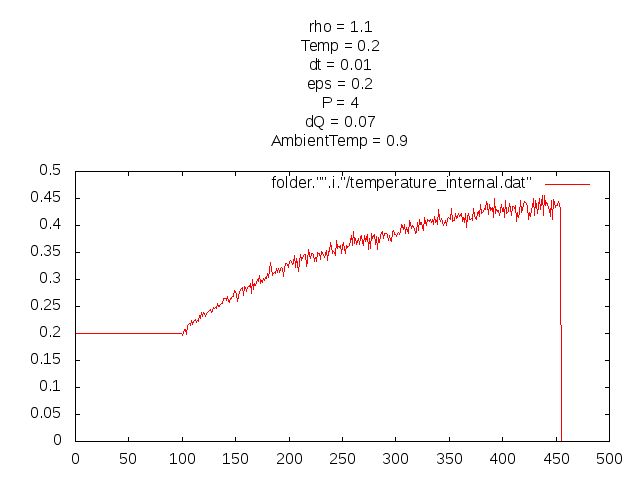 rho = 1.1
Temp = 0.2
dt = 0.01
eps = 0.2
P = 4
dQ = 0.07
AmbientTemp = 0.9
folder."".i."/temperature_internal.dat"
0.5
0.45
0.4
0.35
0.3
0.25
0.2
0.15
0.1
0.05
0
0 50 100 150 200 250 300 350 400 450 500